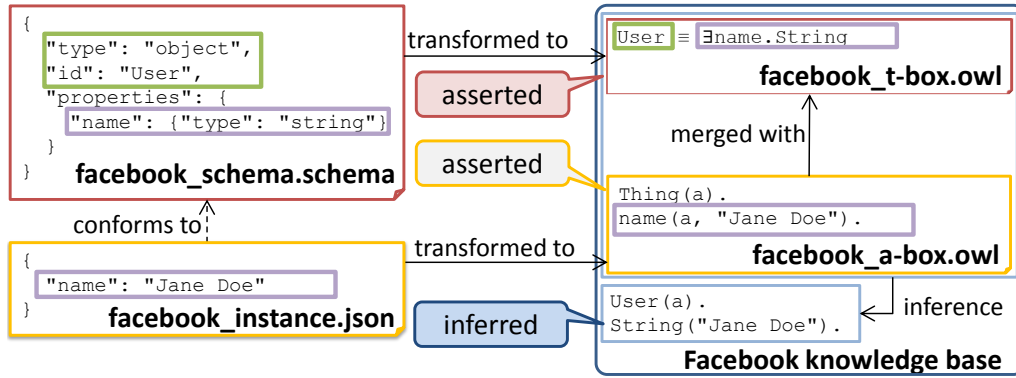 {
"type": "object",
"id": "User",
"properties": {
"name": {"type": "string"}
}
}
facebook_schema.schema
conforms to
{
"name": "Jane Doe"
}
facebook_instance.json
transformed to
asserted
asserted
transformed to
inferred
User ≡ ∃name.String
facebook_t-box.owl
merged with
Thing(a).
name(a, "Jane Doe").
facebook_a-box.owl
inference
User(a).
String("Jane Doe").
Facebook knowledge base